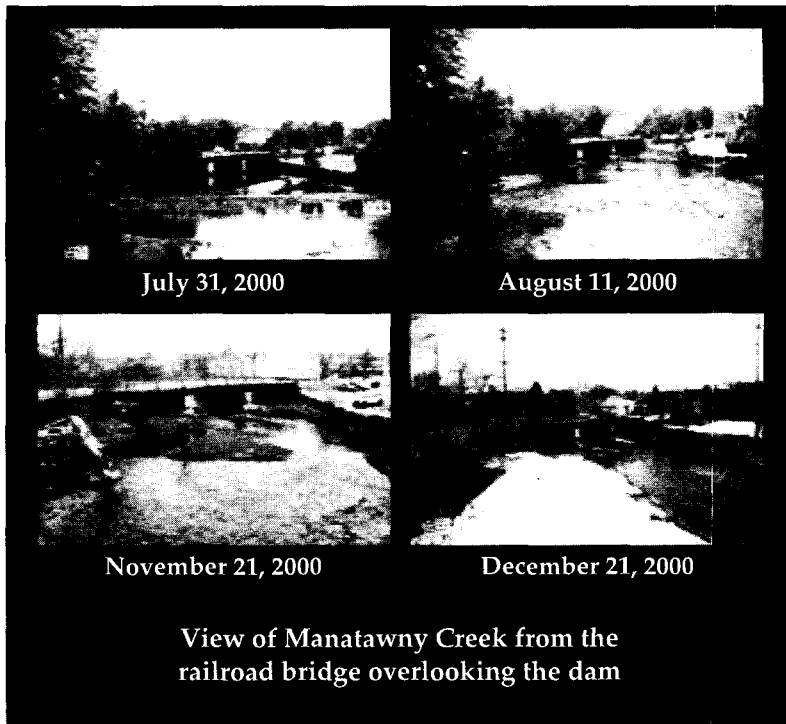 July 31, 2000
August 11, 2000
November 21, 2000
December 21, 2000
View of Manatawny Creek from the
railroad bridge overlooking the dam